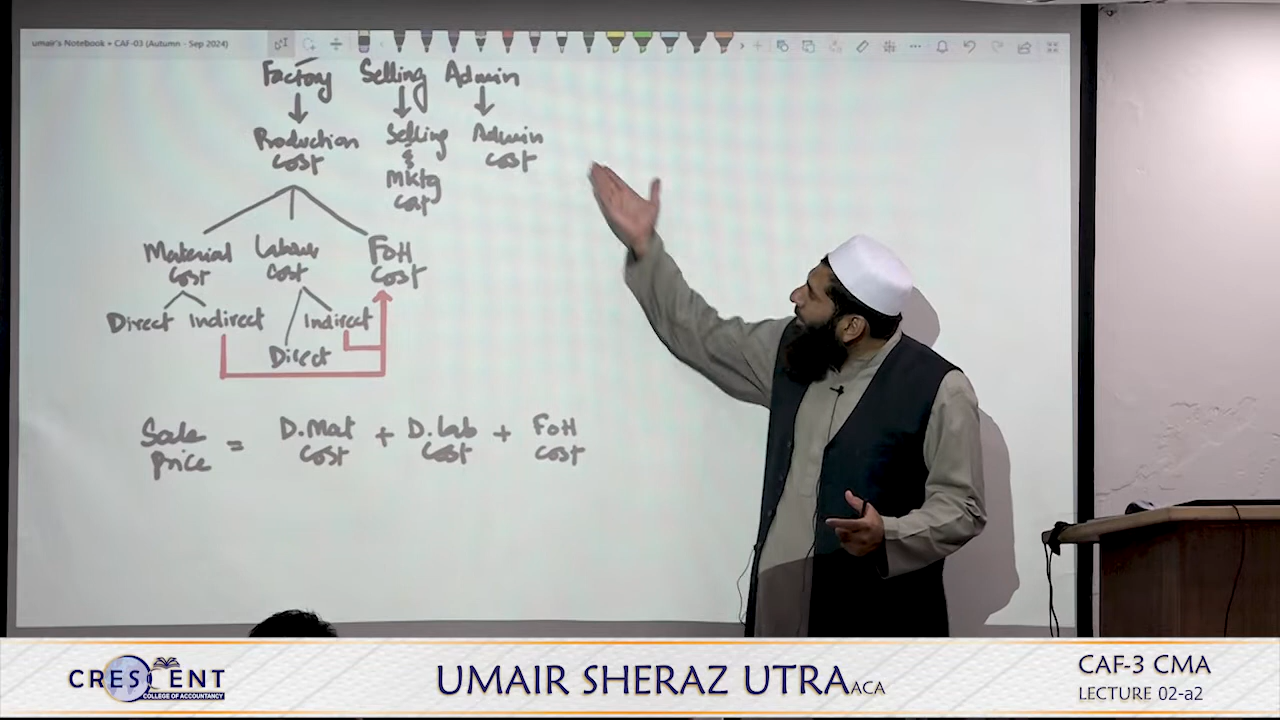 umair's Notebook • CAF-03 (Autumn - Sep 2024)
Factory Selling Admin
Production cost
Selling & Mktg cost
Admin cost
Material cost
Labour cost
FoH cost
Direct Indirect
Direct Indirect
Sale Price = D.Mat cost + D.Lab cost + FoH cost
CRESCENT
COLLEGE OF ACCOUNTANCY
UMAIR SHERAZ UTRA ACA
CAF-3 CMA
LECTURE 02-a2